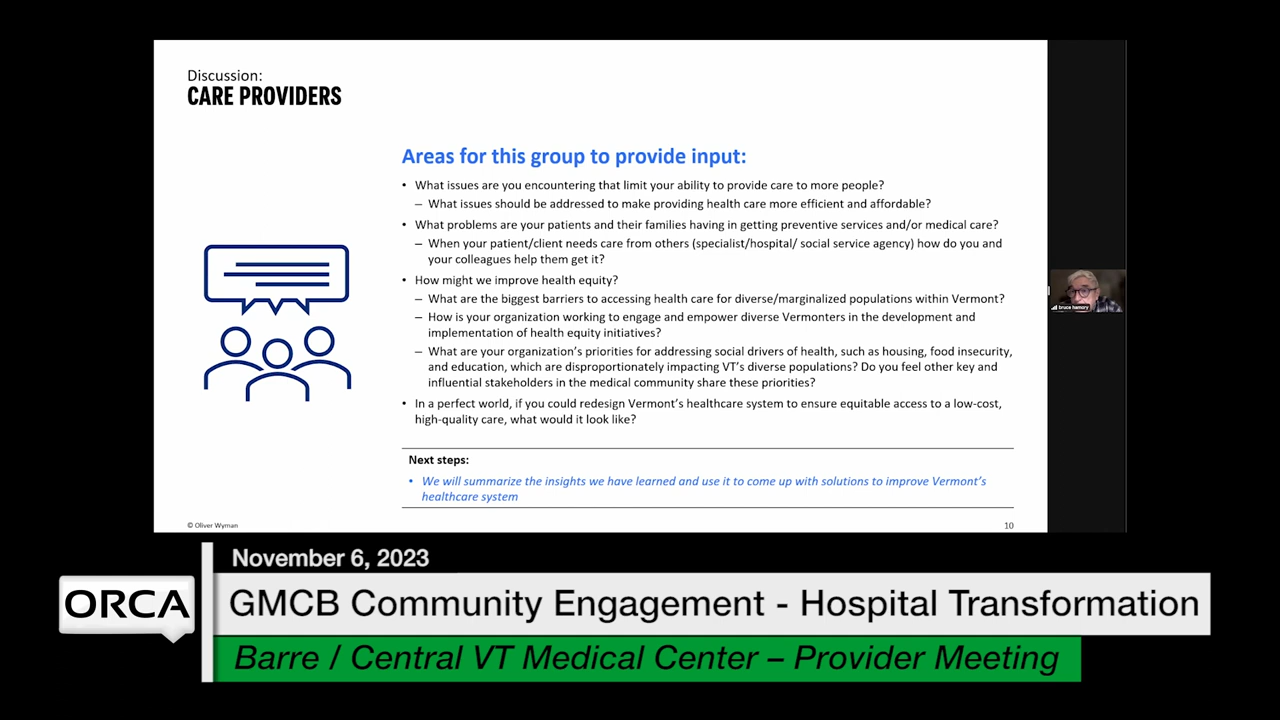 Discussion:
CARE PROVIDERS
Areas for this group to provide input:
• What issues are you encountering that limit your ability to provide care to more people?
– What issues should be addressed to make providing health care more efficient and affordable?
• What problems are your patients and their families having in getting preventive services and/or medical care?
– When your patient/client needs care from others (specialist/hospital/ social service agency) how do you and
your colleagues help them get it?
• How might we improve health equity?
– What are the biggest barriers to accessing health care for diverse/marginalized populations within Vermont?
– How is your organization working to engage and empower diverse Vermonters in the development and
implementation of health equity initiatives?
– What are your organization's priorities for addressing social drivers of health, such as housing, food insecurity,
and education, which are disproportionately impacting VT's diverse populations? Do you feel other key and
influential stakeholders in the medical community share these priorities?
• In a perfect world, if you could redesign Vermont's healthcare system to ensure equitable access to a low-cost,
high-quality care, what would it look like?
Next steps:
• We will summarize the insights we have learned and use it to come up with solutions to improve Vermont's
healthcare system
© Oliver Wyman
10
bruce hamory
November 6, 2023
ORCA
GMCB Community Engagement - Hospital Transformation
Barre / Central VT Medical Center – Provider Meeting